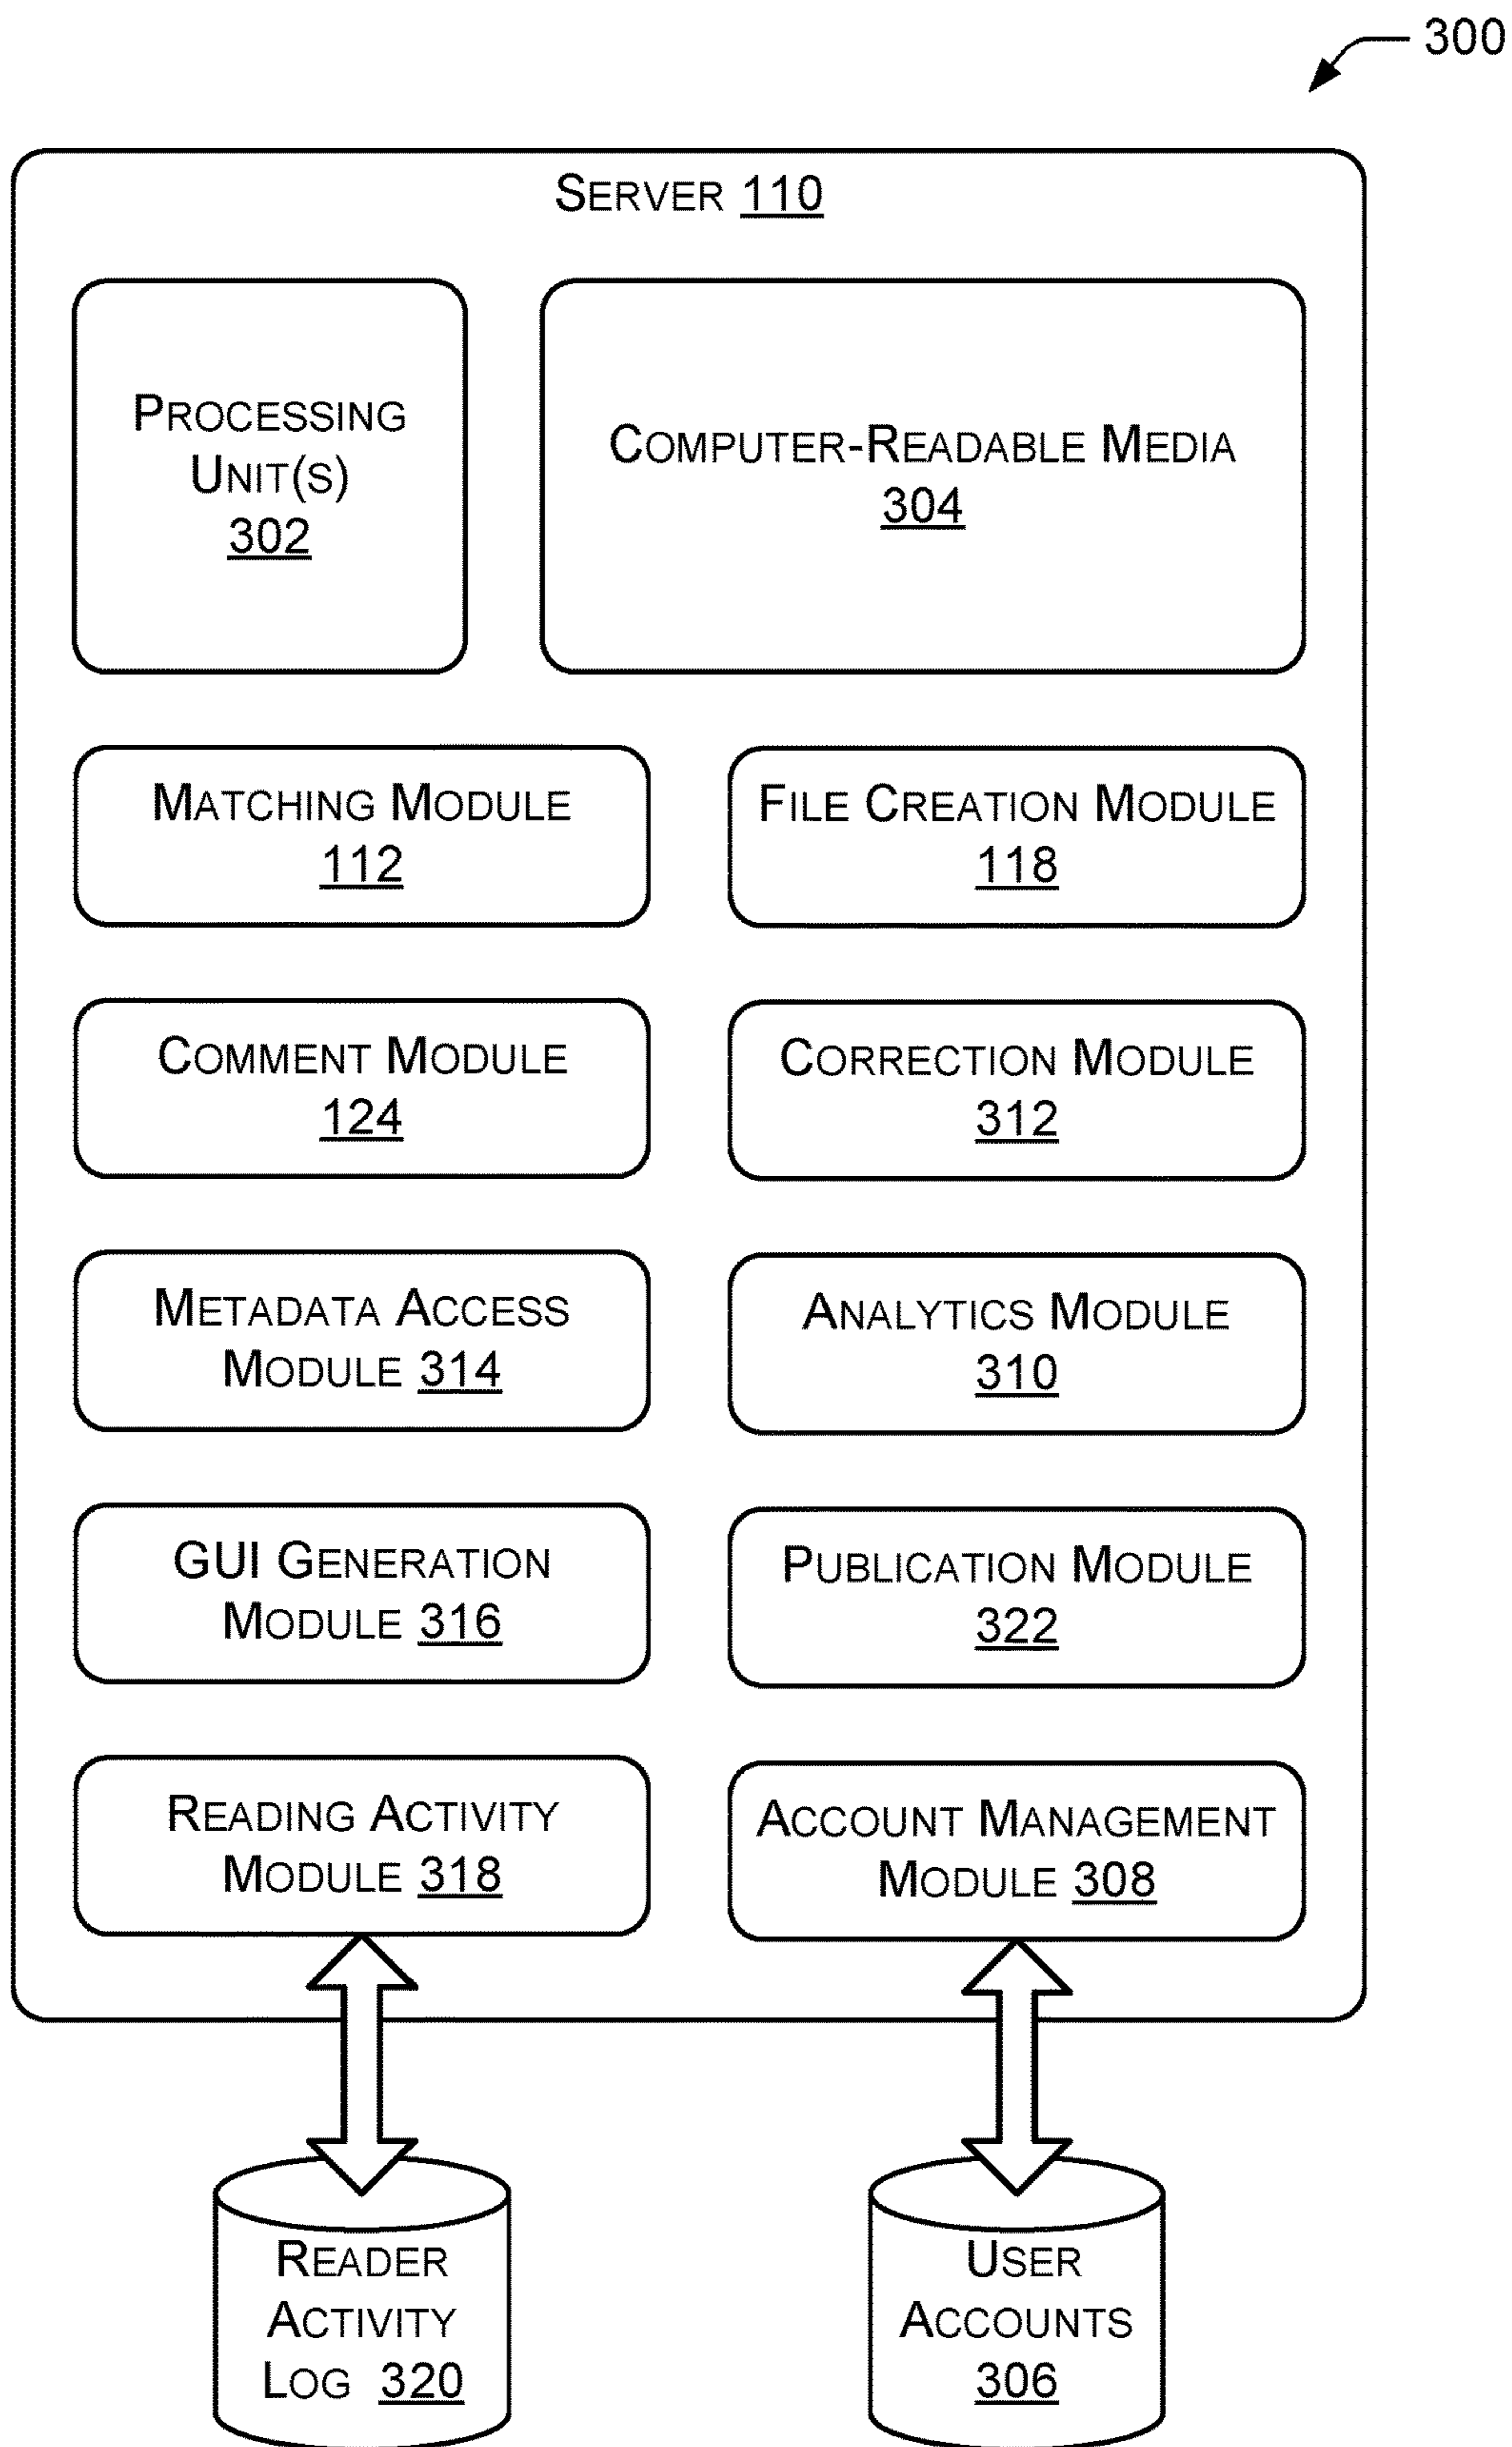 300
Server 110
Processing
Unit(s)
302
Computer-Readable Media
304
Matching Module
112
File Creation Module
118
Comment Module
124
Correction Module
312
Metadata Access
Module 314
Analytics Module
310
GUI Generation
Module 316
Publication Module
322
Reading Activity
Module 318
Account Management
Module 308
Reader
Activity
Log 320
User
Accounts
306